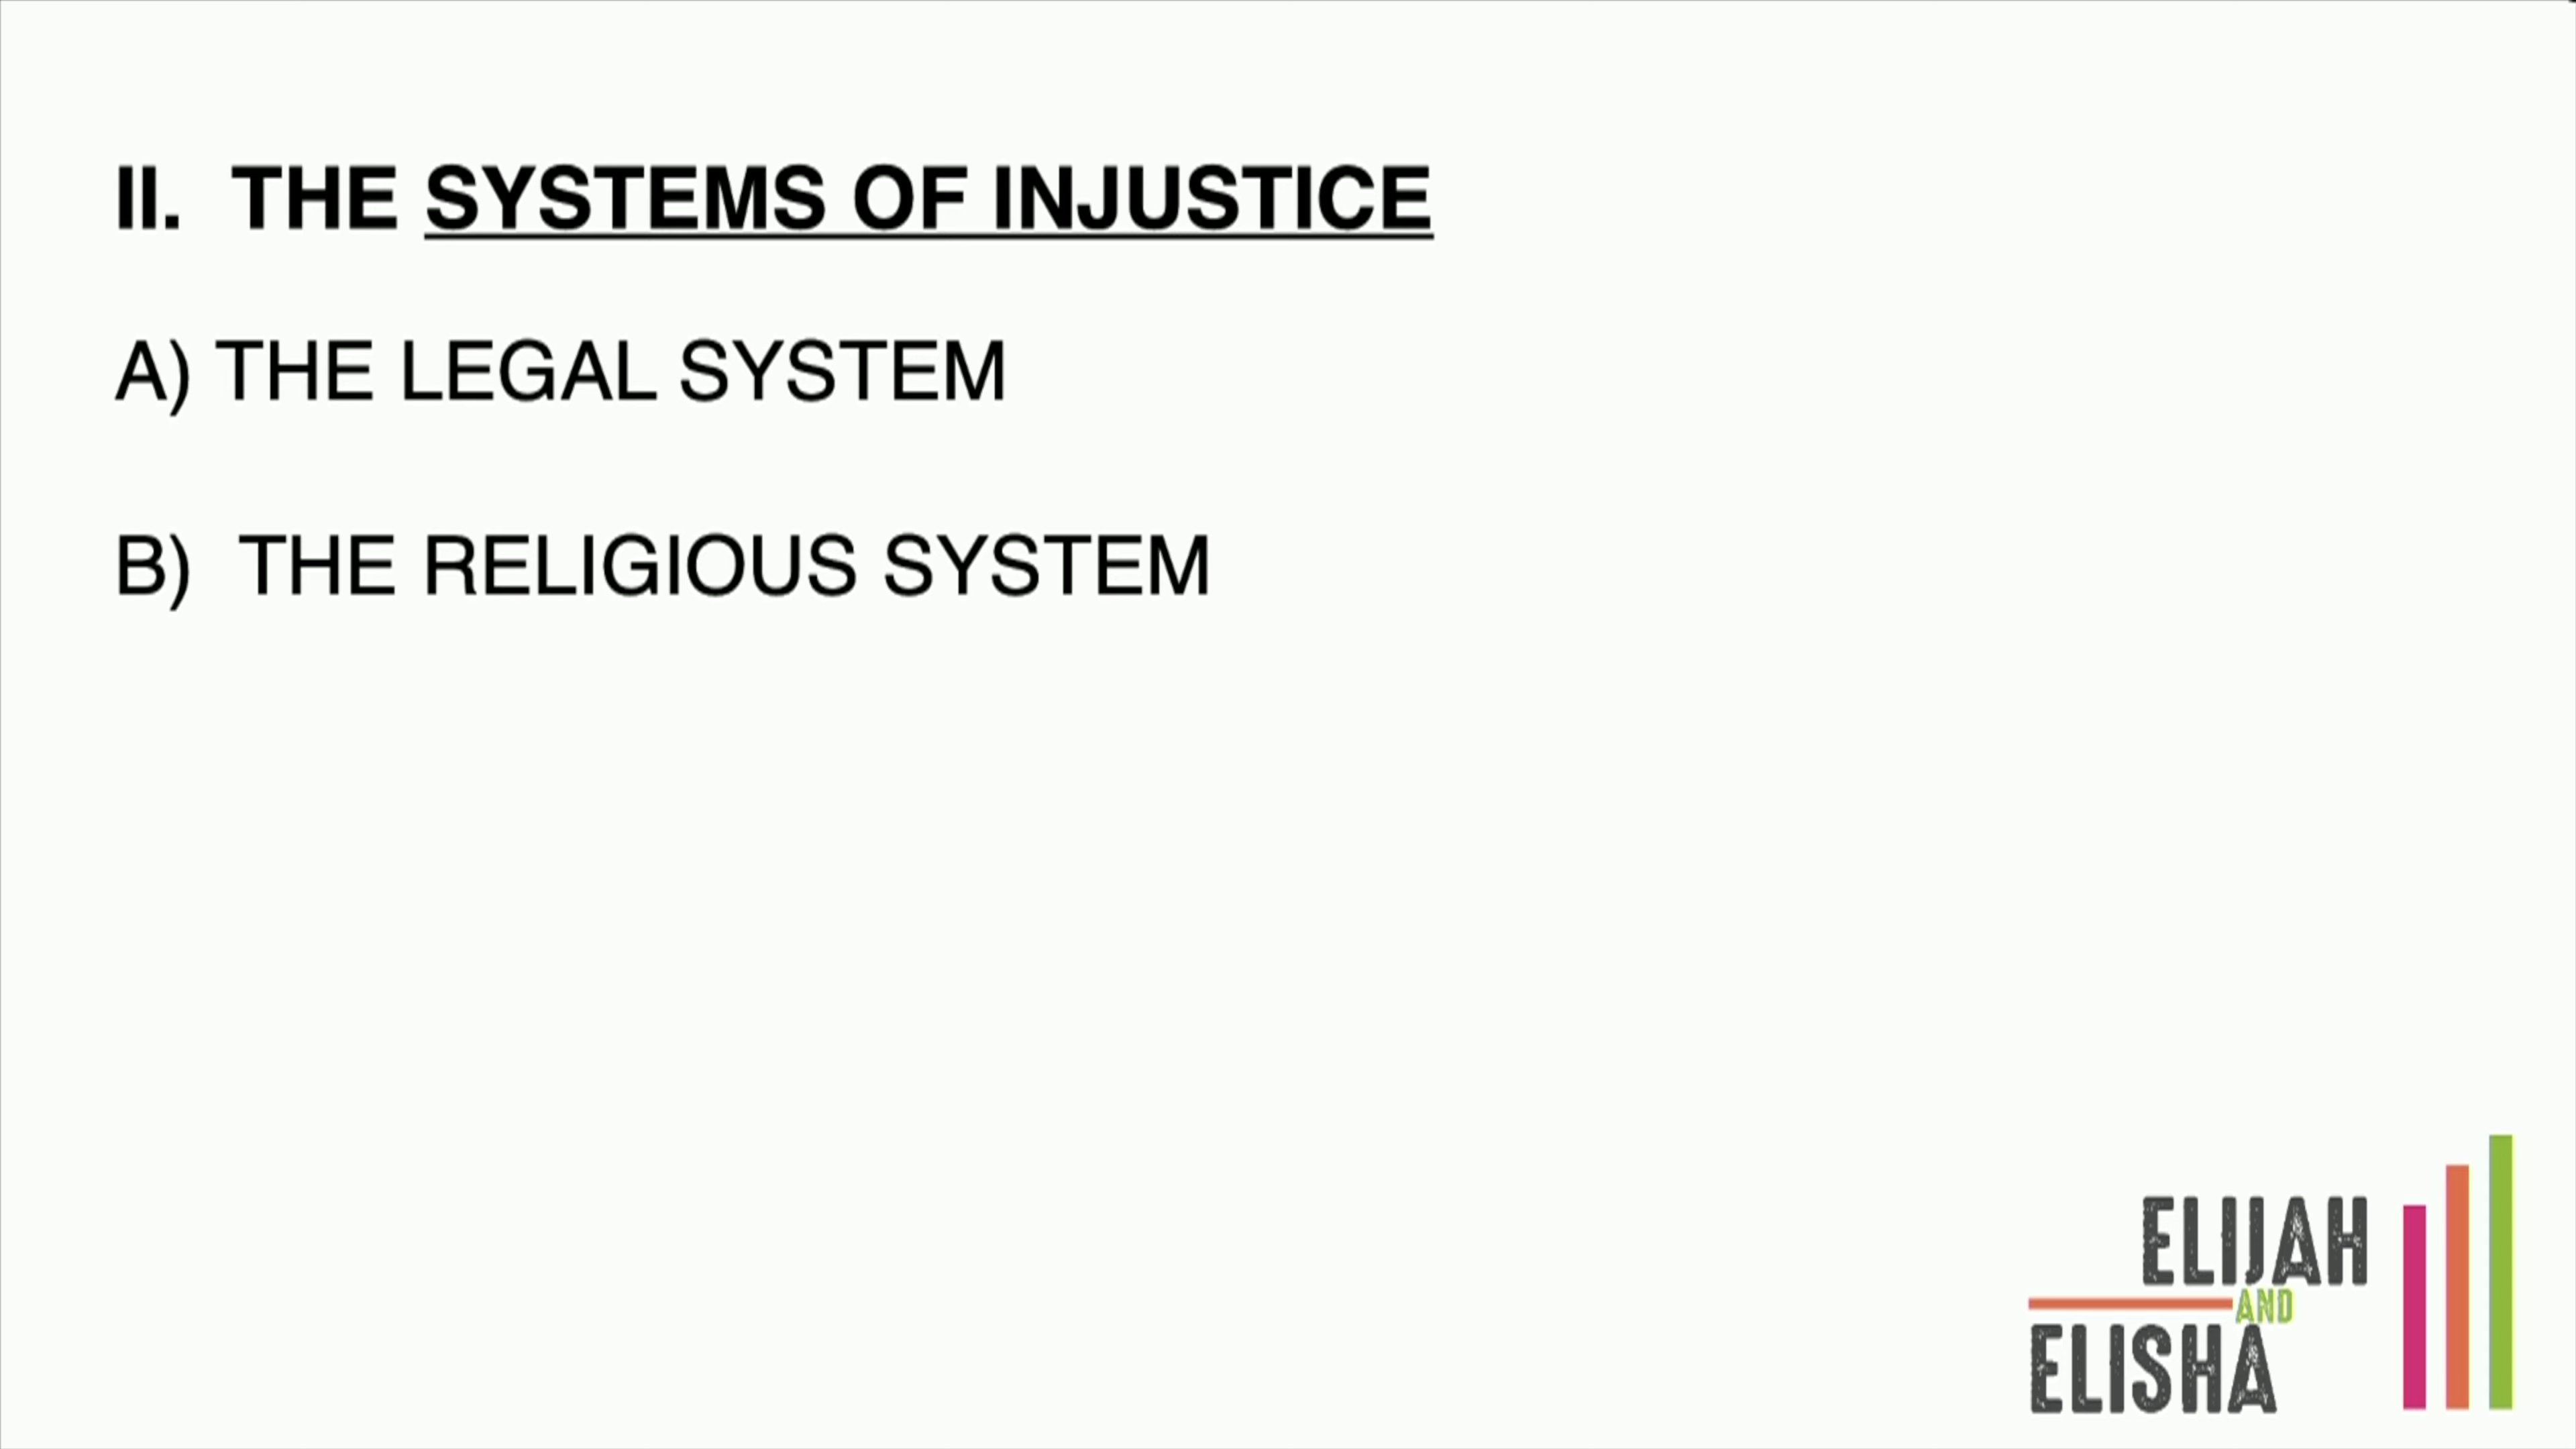 II. THE SYSTEMS OF INJUSTICE
A) THE LEGAL SYSTEM
B) THE RELIGIOUS SYSTEM
ELIJAH
AND
ELISHA